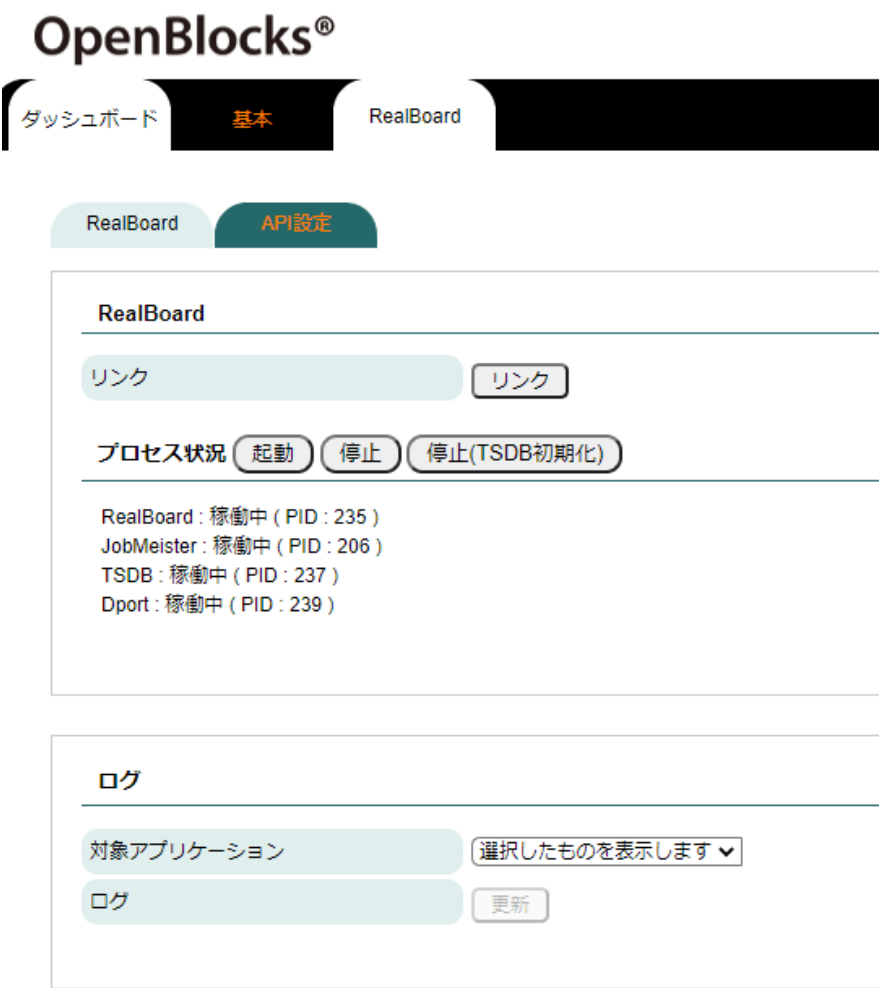 OpenBlocks®
ダッシュボード 基本 RealBoard
RealBoard API設定
RealBoard
リンク リンク
プロセス状況 起動 停止 停止(TSDB初期化)
RealBoard : 稼働中 ( PID : 235 )
JobMeister : 稼働中 ( PID : 206 )
TSDB : 稼働中 ( PID : 237 )
Dport : 稼働中 ( PID : 239 )
ログ
対象アプリケーション 選択したものを表示します
ログ 更新